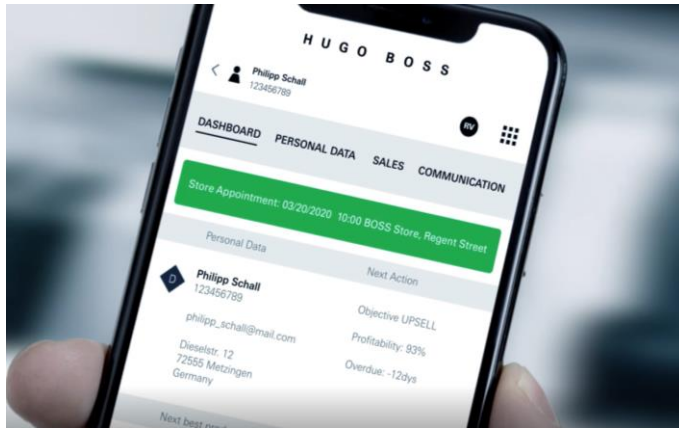 HUGO BOSS
Philipp Schall
123456789
RV
DASHBOARD PERSONAL DATA SALES COMMUNICATION
Store Appointment: 03/20/2020 10:00 BOSS Store, Regent Street
Personal Data Next Action
D
Philipp Schall
123456789
philipp_schall@mail.com
Dieselstr. 12
72555 Metzingen
Germany
Objective UPSELL
Profitability: 93%
Overdue: -12dys
Next best